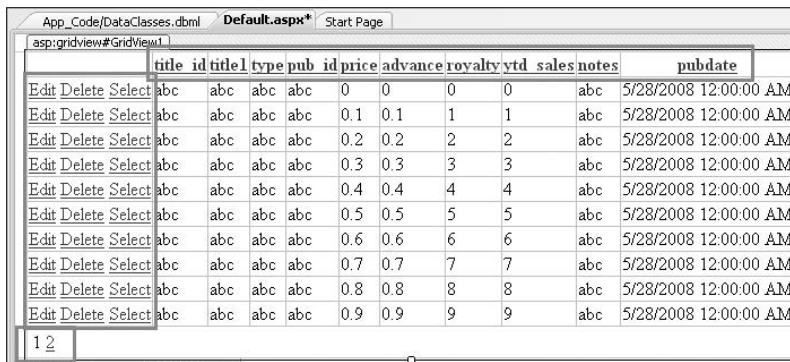 App_Code/DataClasses.dbml Default.aspx* Start Page
asp:gridview#GridView1
title_id title1 type pub_id price advance royalty ytd_sales notes pubdate
Edit Delete Select abc abc abc abc 0 0 0 0 abc 5/28/2008 12:00:00 AM
Edit Delete Select abc abc abc abc 0.1 0.1 1 1 abc 5/28/2008 12:00:00 AM
Edit Delete Select abc abc abc abc 0.2 0.2 2 2 abc 5/28/2008 12:00:00 AM
Edit Delete Select abc abc abc abc 0.3 0.3 3 3 abc 5/28/2008 12:00:00 AM
Edit Delete Select abc abc abc abc 0.4 0.4 4 4 abc 5/28/2008 12:00:00 AM
Edit Delete Select abc abc abc abc 0.5 0.5 5 5 abc 5/28/2008 12:00:00 AM
Edit Delete Select abc abc abc abc 0.6 0.6 6 6 abc 5/28/2008 12:00:00 AM
Edit Delete Select abc abc abc abc 0.7 0.7 7 7 abc 5/28/2008 12:00:00 AM
Edit Delete Select abc abc abc abc 0.8 0.8 8 8 abc 5/28/2008 12:00:00 AM
Edit Delete Select abc abc abc abc 0.9 0.9 9 9 abc 5/28/2008 12:00:00 AM
1 2